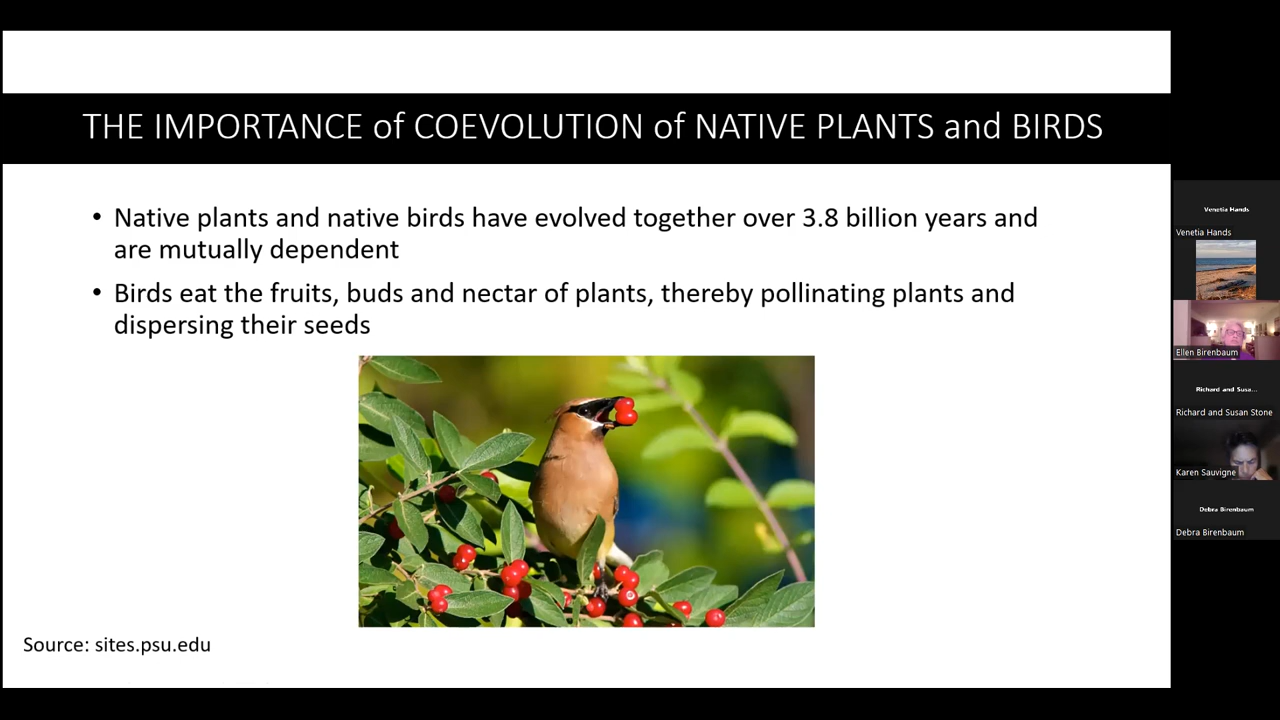 THE IMPORTANCE of COEVOLUTION of NATIVE PLANTS and BIRDS
• Native plants and native birds have evolved together over 3.8 billion years and
are mutually dependent
• Birds eat the fruits, buds and nectar of plants, thereby pollinating plants and
dispersing their seeds
Source: sites.psu.edu
Venetia Hands
Venetia Hands
Ellen Birenbaum
Richard and Susa...
Richard and Susan Stone
Karen Sauvigne
Debra Birenbaum
Debra Birenbaum